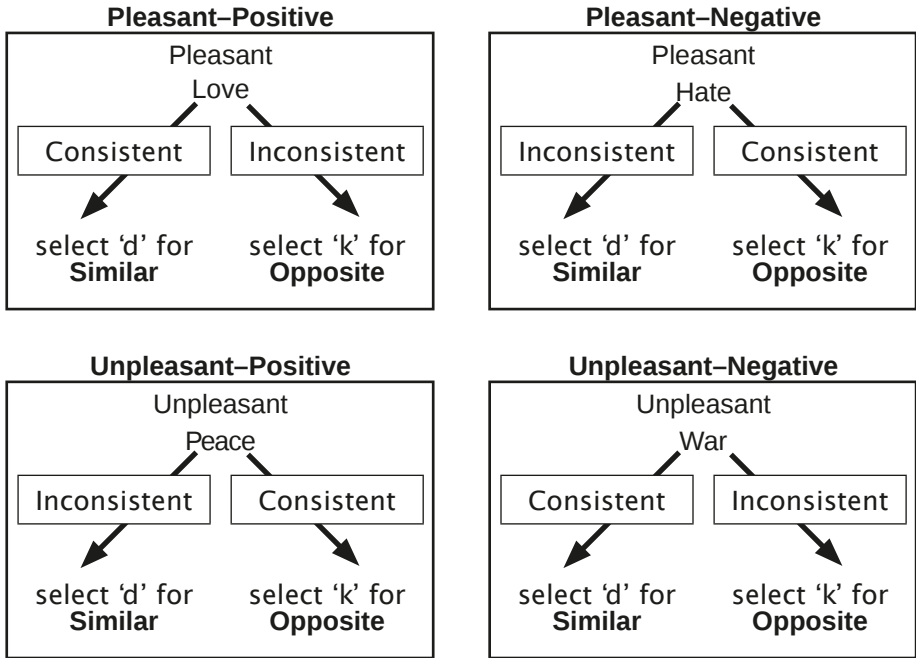 Pleasant–Positive
Pleasant
Love
Consistent
Inconsistent
select ‘d’ for
Similar
select ‘k’ for
Opposite
Pleasant–Negative
Pleasant
Hate
Inconsistent
Consistent
select ‘d’ for
Similar
select ‘k’ for
Opposite
Unpleasant–Positive
Unpleasant
Peace
Inconsistent
Consistent
select ‘d’ for
Similar
select ‘k’ for
Opposite
Unpleasant–Negative
Unpleasant
War
Consistent
Inconsistent
select ‘d’ for
Similar
select ‘k’ for
Opposite